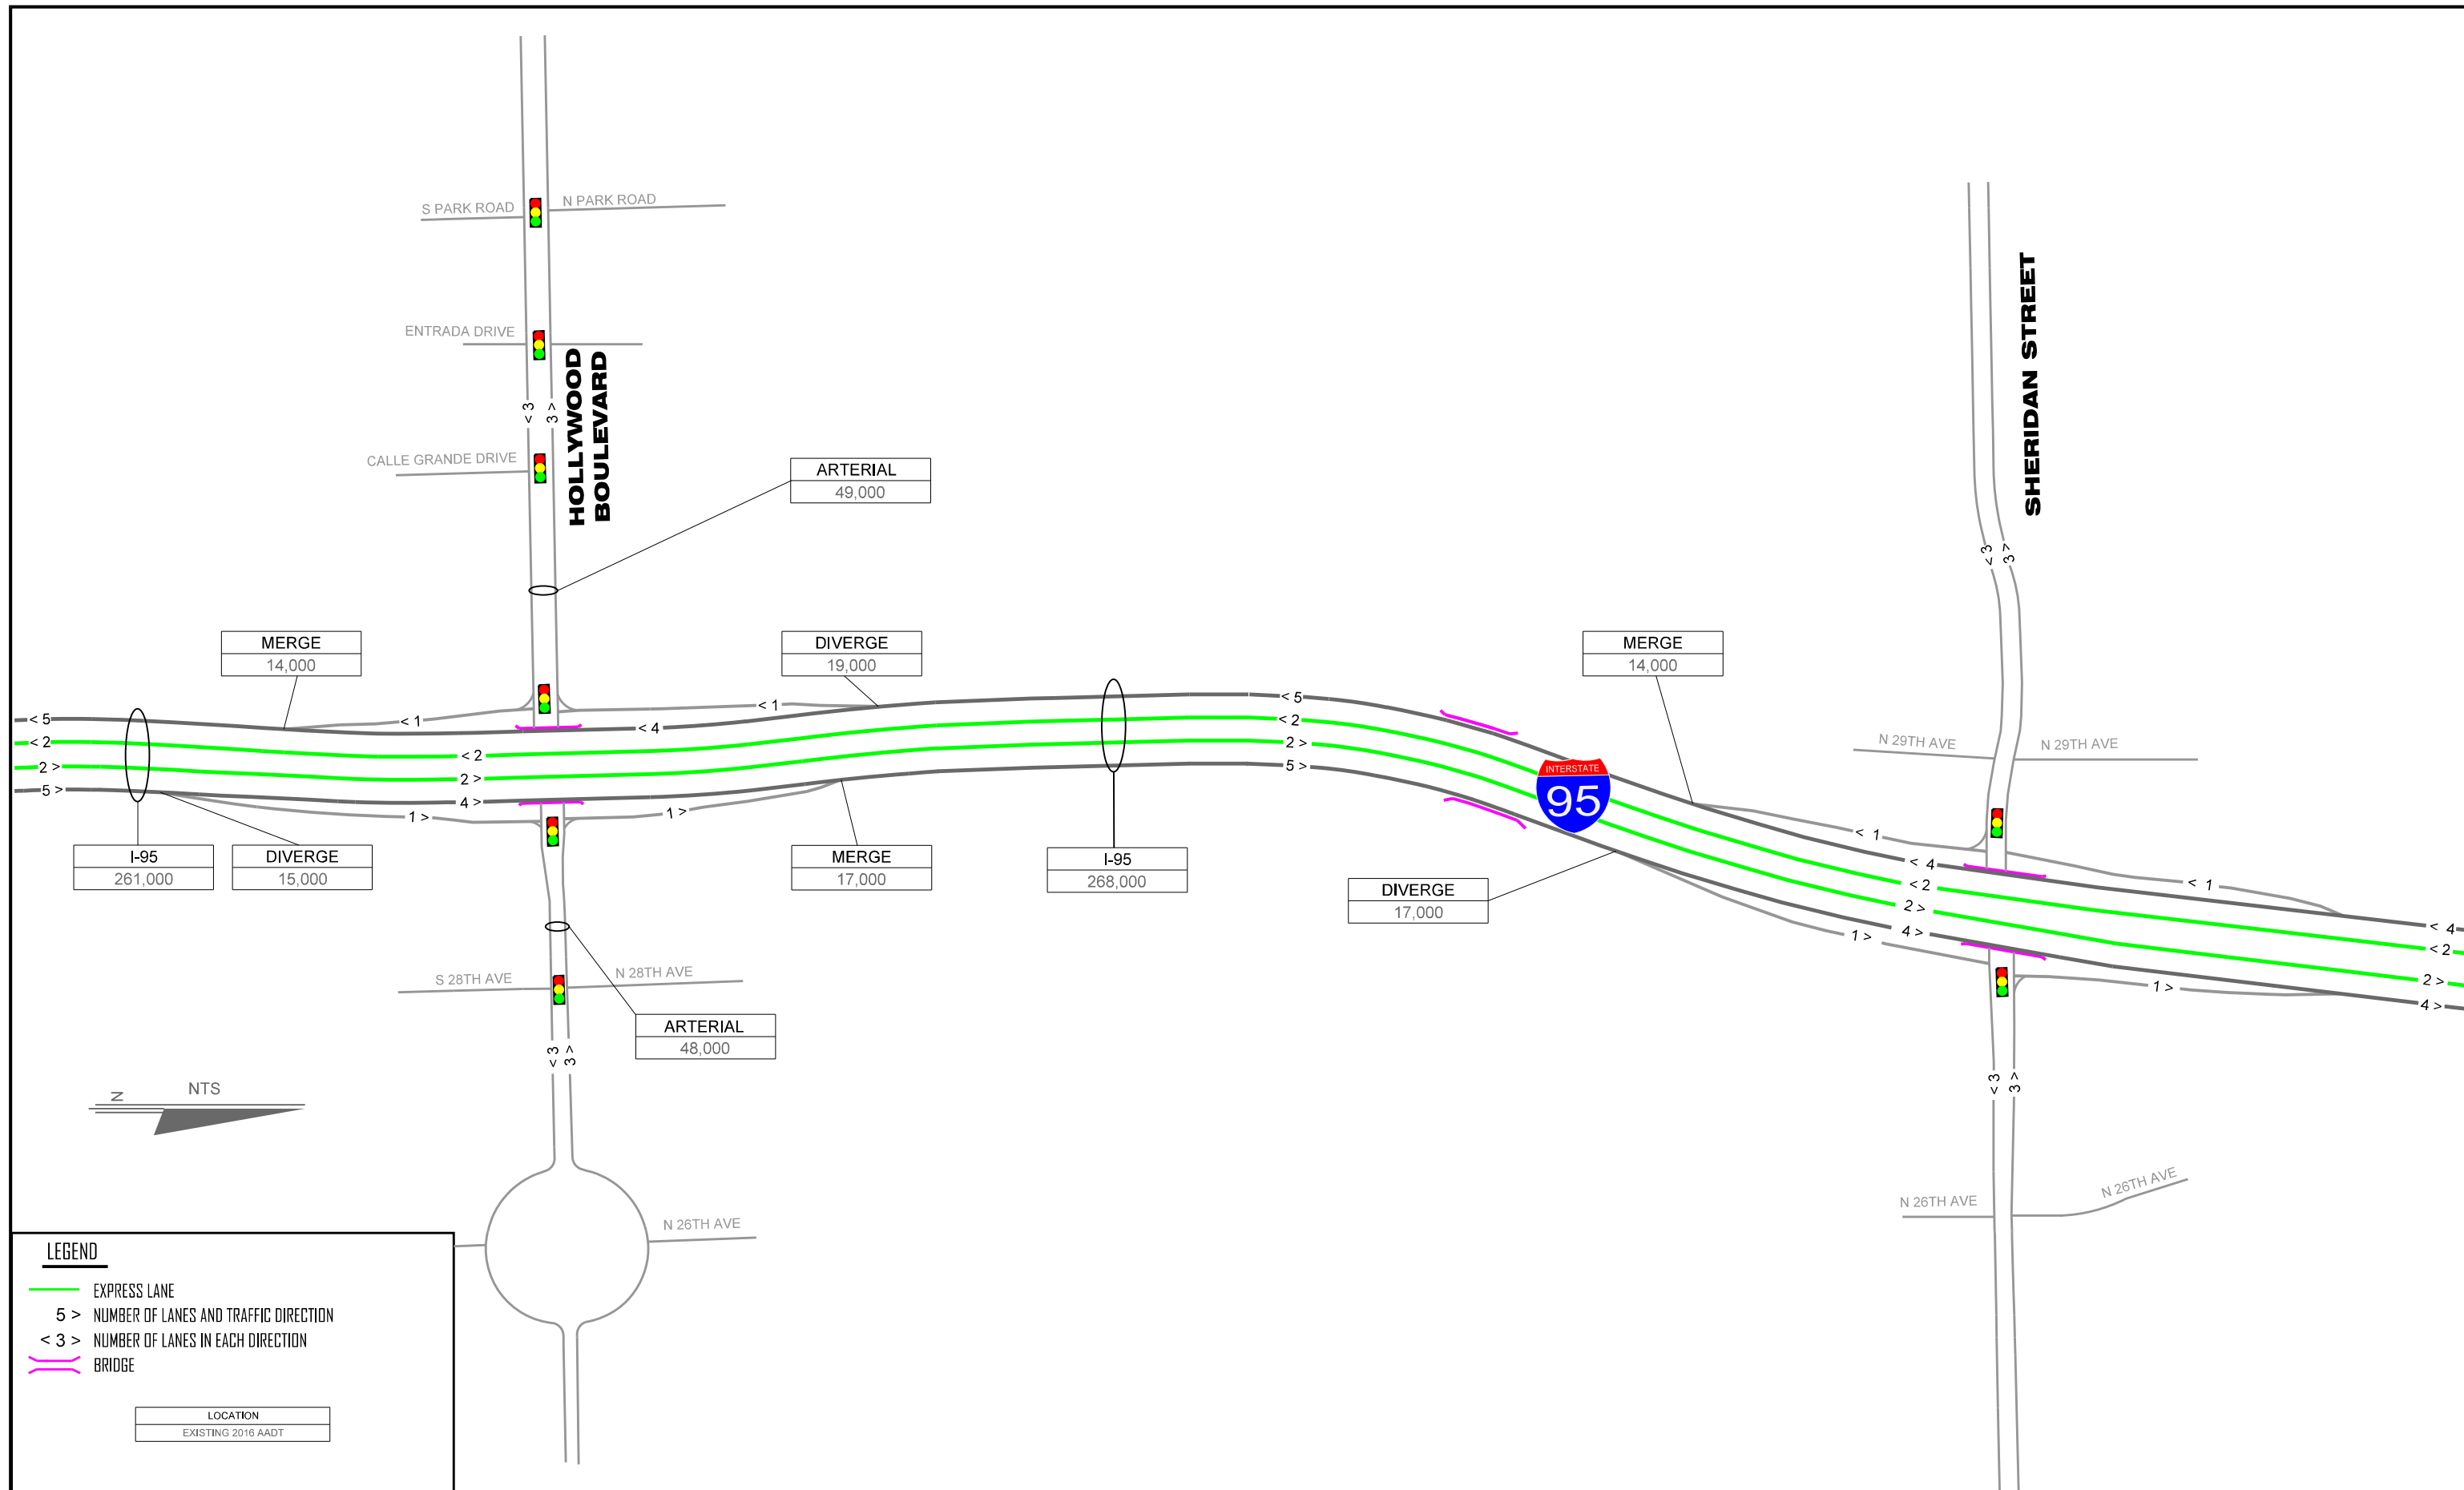 S PARK ROAD
N PARK ROAD
ENTRADA DRIVE
HOLLYWOOD
BOULEVARD
< 3
3 >
CALLE GRANDE DRIVE
ARTERIAL
49,000
SHERIDAN STREET
< 3
3 >
MERGE
14,000
DIVERGE
19,000
MERGE
14,000
< 5
< 2
2 >
5 >
< 1
< 2
2 >
4 >
1 >
< 4
< 1
1 >
< 5
< 2
2 >
5 >
INTERSTATE
95
N 29TH AVE
N 29TH AVE
I-95
261,000
DIVERGE
15,000
MERGE
17,000
I-95
268,000
DIVERGE
17,000
< 1
< 4
< 2
2 >
4 >
1 >
< 1
1 >
< 4
< 2
2 >
4 >
S 28TH AVE
N 28TH AVE
ARTERIAL
48,000
< 3
3 >
< 3
3 >
N
NTS
N 26TH AVE
N 26TH AVE
N 26TH AVE
LEGEND
EXPRESS LANE
5 > NUMBER OF LANES AND TRAFFIC DIRECTION
< 3 > NUMBER OF LANES IN EACH DIRECTION
BRIDGE
LOCATION
EXISTING 2016 AADT